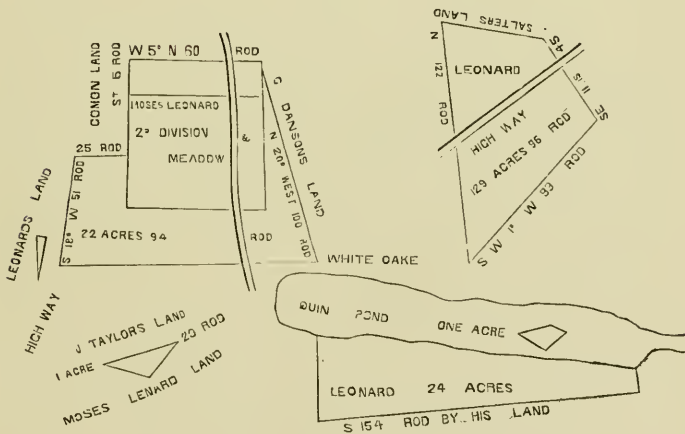 W 5° N 60 ROD
COMON LAND
ST 6 ROD
MOSES LEONARD
2° DIVISION
MEADOW
&
G DANSONS LAND
N 20° WEST 100 ROD
25 ROD
S 18° W 51 ROD
22 ACRES 94 ROD
WHITE OAKE
LEONARDS LAND
HIGH WAY
J TAYLORS LAND
20 ROD
1 ACRE
MOSES LENARD LAND
SALTERS LAND
N 122 ROD
LEONARD
45
11 15
SE
HIGH WAY
129 ACRES 96 ROD
S W 1° W 93 ROD
QUIN POND ONE ACRE
LEONARD 24 ACRES
S 154 ROD BY HIS LAND